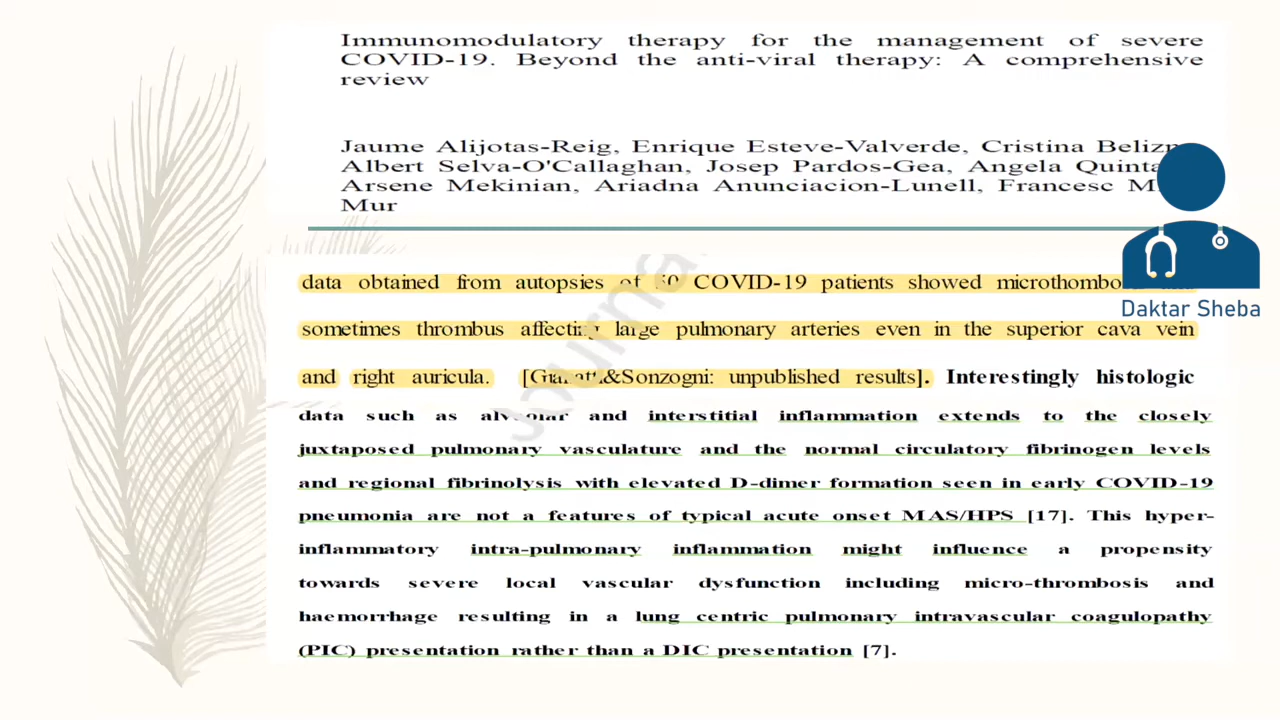 Immunomodulatory therapy for the management of severe
COVID-19. Beyond the anti-viral therapy: A comprehensive
review
Jaume Alijotas-Reig, Enrique Esteve-Valverde, Cristina
Albert Selva-O'Callaghan, Josep Pardos-Gea, Angela
Arsene Mekinian, Ariadna Anunciacion-Lunell, Francesc
Mur
Daktar Sheba
data obtained from autopsies of COVID-19 patients showed
sometimes thrombus affecting large pulmonary arteries even in the superior cava vein
and right auricula. unpublished results]. Interestingly histologic
data such as and interstitial inflammation extends to the closely
juxtaposed pulmonary vasculature and the normal circulatory fibrinogen levels
and regional fibrinolysis with elevated D-dimer formation seen in early COVID-19
pneumonia are not a features of typical acute onset MAS/HPS [17]. This hyper-
inflammatory intra-pulmonary inflammation might influence a propensity
towards severe local vascular dysfunction including micro-thrombosis and
haemorrhage resulting in a lung centric pulmonary intravascular coagulopathy
(PIC) presentation rather than a DIC presentation [7].